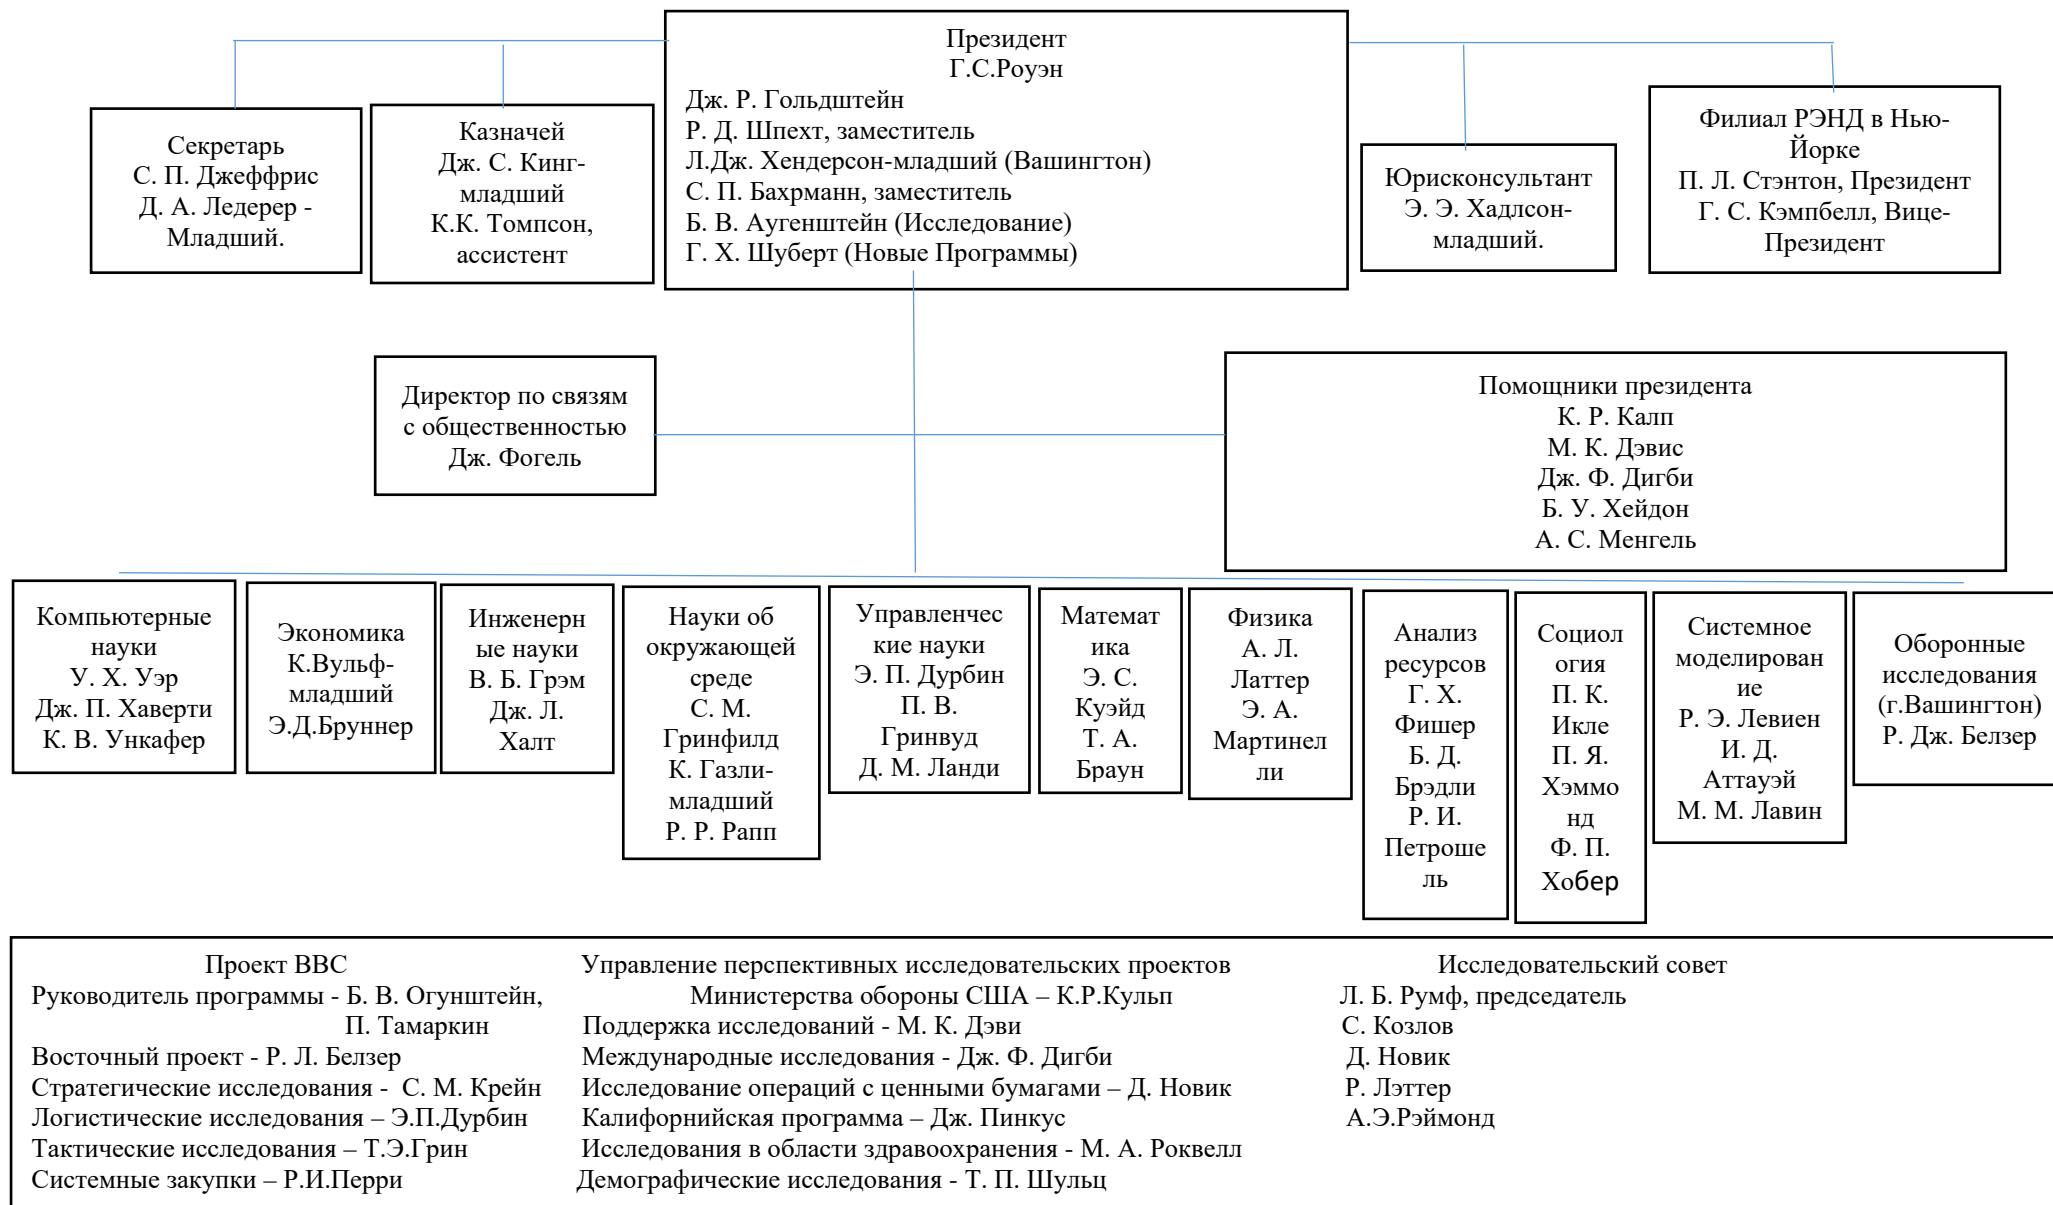 Президент
Г.С.Роуэн
Дж. Р. Гольдштейн
Р. Д. Шпехт, заместитель
Л.Дж. Хендерсон-младший (Вашингтон)
С. П. Бахрманн, заместитель
Б. В. Аугенштейн (Исследование)
Г. Х. Шуберт (Новые Программы)
Секретарь
С. П. Джеффрис
Д. А. Ледерер -
Младший.
Казначей
Дж. С. Кинг-
младший
К.К. Томпсон,
ассистент
Юрисконсультант
Э. Э. Хадлсон-
младший.
Филиал РЭНД в Нью-
Йорке
П. Л. Стэнтон, Президент
Г. С. Кэмпбелл, Вице-
Президент
Директор по связям
с общественностью
Дж. Фогель
Помощники президента
К. Р. Калп
М. К. Дэвис
Дж. Ф. Дигби
Б. У. Хейдон
А. С. Менгель
Компьютерные
науки
У. Х. Уэр
Дж. П. Хаверти
К. В. Ункафер
Экономика
К.Вульф-
младший
Э.Д.Бруннер
Инженерн
ые науки
В. Б. Грэм
Дж. Л.
Халт
Науки об
окружающей
среде
С. М.
Гринфилд
К. Газли-
младший
Р. Р. Рапп
Управленчес
кие науки
Э. П. Дурбин
П. В.
Гринвуд
Д. М. Ланди
Математ
ика
Э. С.
Куэйд
Т. А.
Браун
Физика
А. Л.
Латтер
Э. А.
Мартинел
ли
Анализ
ресурсов
Г. Х.
Фишер
Б. Д.
Брэдли
Р. И.
Петроше
ль
Социол
огия
П. К.
Икле
П. Я.
Хэммо
нд
Ф. П.
Хобер
Системное
моделирован
ие
Р. Э. Левиен
И. Д.
Аттауэй
М. М. Лавин
Оборонные
исследования
(г.Вашингтон)
Р. Дж. Белзер
Проект ВВС
Руководитель программы - Б. В. Огунштейн,
П. Тамаркин
Восточный проект - Р. Л. Белзер
Стратегические исследования - С. М. Крейн
Логистические исследования – Э.П.Дурбин
Тактические исследования – Т.Э.Грин
Системные закупки – Р.И.Перри
Управление перспективных исследовательских проектов
Министерства обороны США – К.Р.Кульп
Поддержка исследований - М. К. Дэви
Международные исследования - Дж. Ф. Дигби
Исследование операций с ценными бумагами – Д. Новик
Калифорнийская программа – Дж. Пинкус
Исследования в области здравоохранения - М. А. Роквелл
Демографические исследования - Т. П. Шульц
Исследовательский совет
Л. Б. Румф, председатель
С. Козлов
Д. Новик
Р. Лэттер
А.Э.Рэймонд